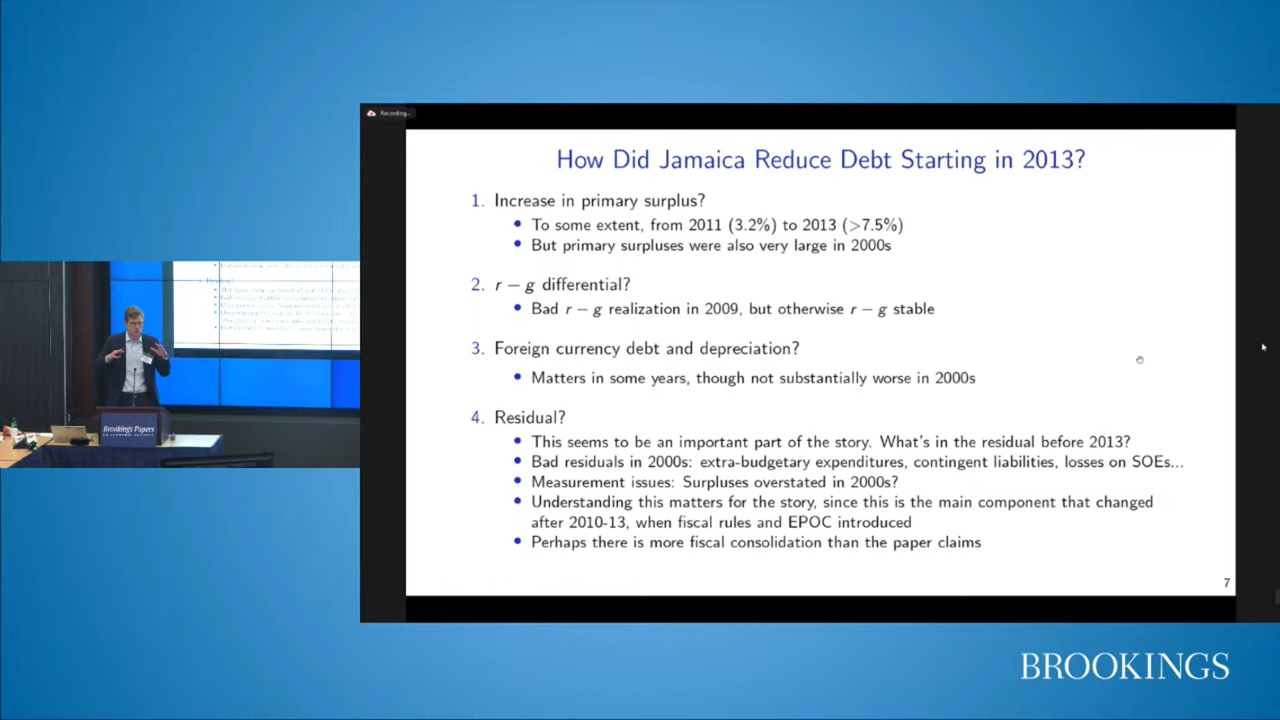 Recording...
How Did Jamaica Reduce Debt Starting in 2013?
1. Increase in primary surplus?
• To some extent, from 2011 (3.2%) to 2013 (>7.5%)
• But primary surpluses were also very large in 2000s
2. r − g differential?
• Bad r − g realization in 2009, but otherwise r − g stable
3. Foreign currency debt and depreciation?
• Matters in some years, though not substantially worse in 2000s
4. Residual?
• This seems to be an important part of the story. What's in the residual before 2013?
• Bad residuals in 2000s: extra-budgetary expenditures, contingent liabilities, losses on SOEs...
• Measurement issues: Surpluses overstated in 2000s?
• Understanding this matters for the story, since this is the main component that changed
after 2010-13, when fiscal rules and EPOC introduced
• Perhaps there is more fiscal consolidation than the paper claims
7
Brookings Papers
ON ECONOMIC ACTIVITY
BROOKINGS